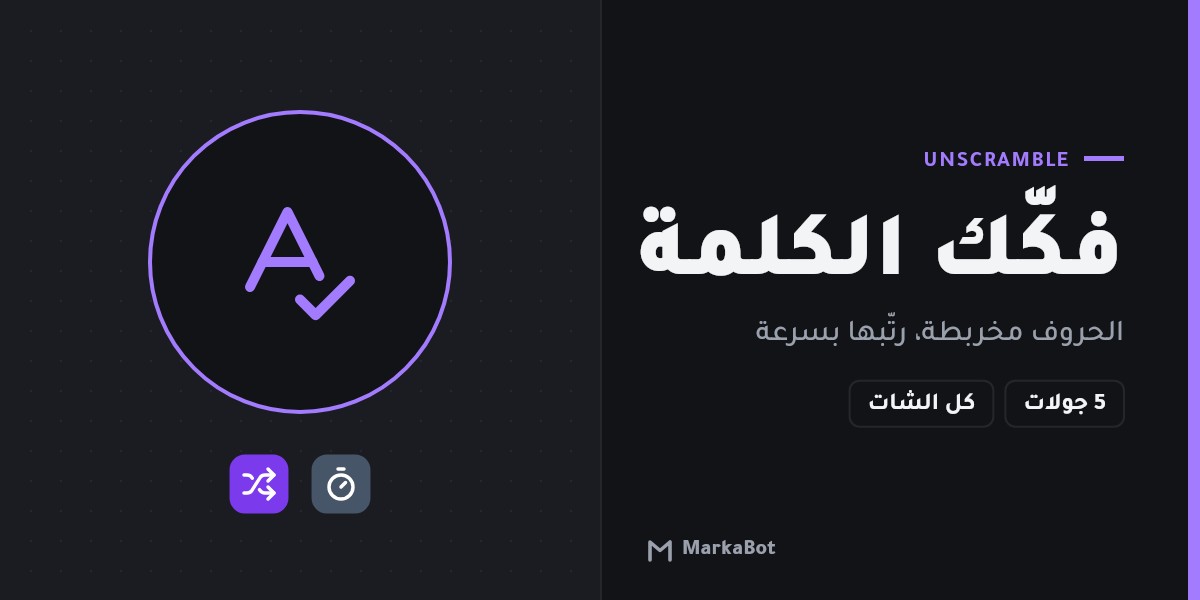 UNSCRAMBLE
فكّك الكلمة
الحروف مخربطة، رتّبها بسرعة
5 جولات
كل الشات
MarkaBot